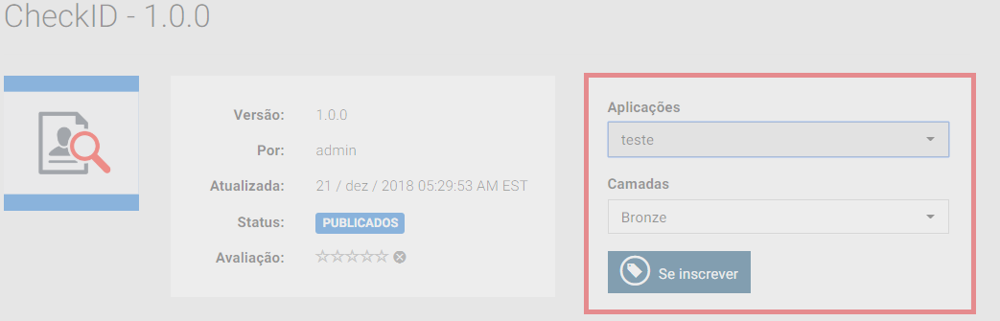 CheckID - 1.0.0
Versão: 1.0.0
Por: admin
Atualizada: 21 / dez / 2018 05:29:53 AM EST
Status: PUBLICADOS
Avaliação:
Aplicações
teste
Camadas
Bronze
Se inscrever